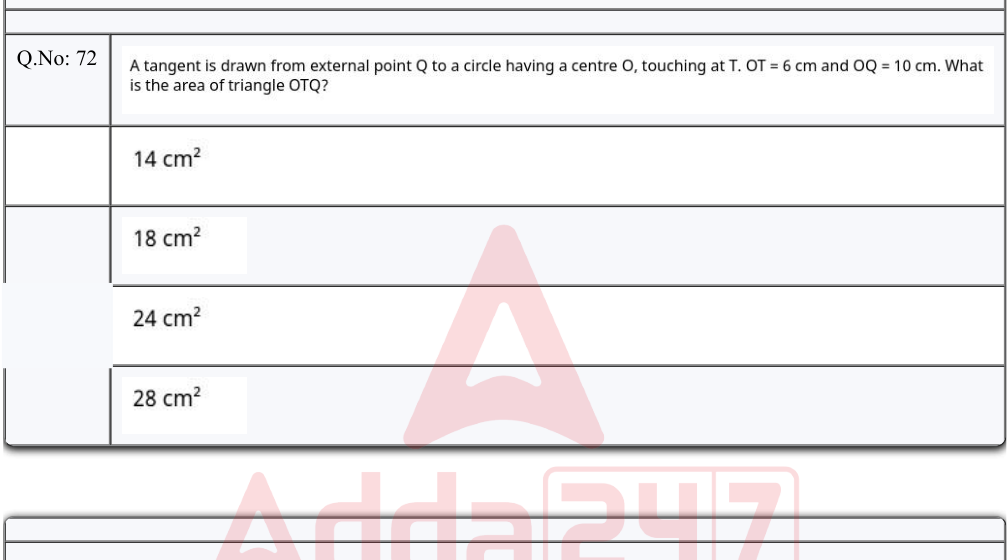 Q.No: 72
A tangent is drawn from external point Q to a circle having a centre O, touching at T. OT = 6 cm and OQ = 10 cm. What
is the area of triangle OTQ?
14 cm²
18 cm²
24 cm²
28 cm²
Adda247